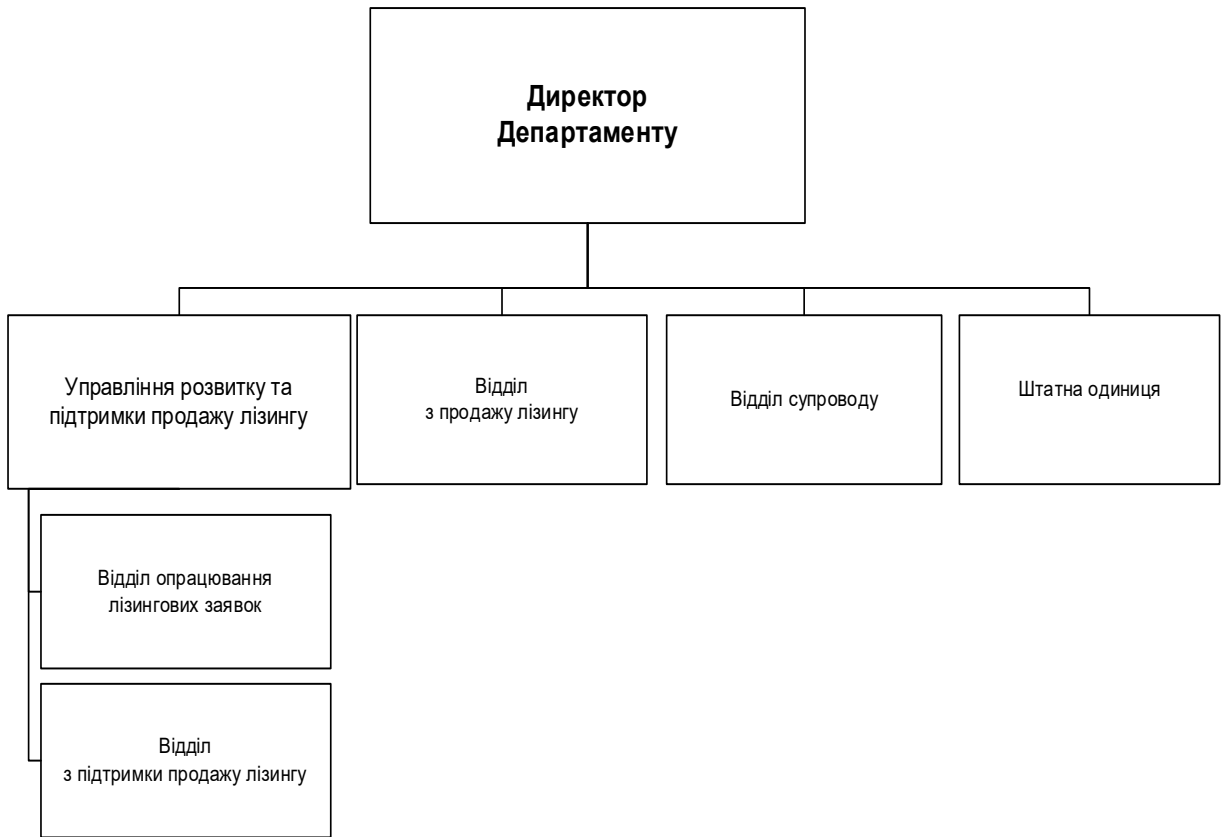 Директор
Департаменту
Управління розвитку та
підтримки продажу лізингу
Відділ
з продажу лізингу
Відділ супроводу
Штатна одиниця
Відділ опрацювання
лізингових заявок
Відділ
з підтримки продажу лізингу